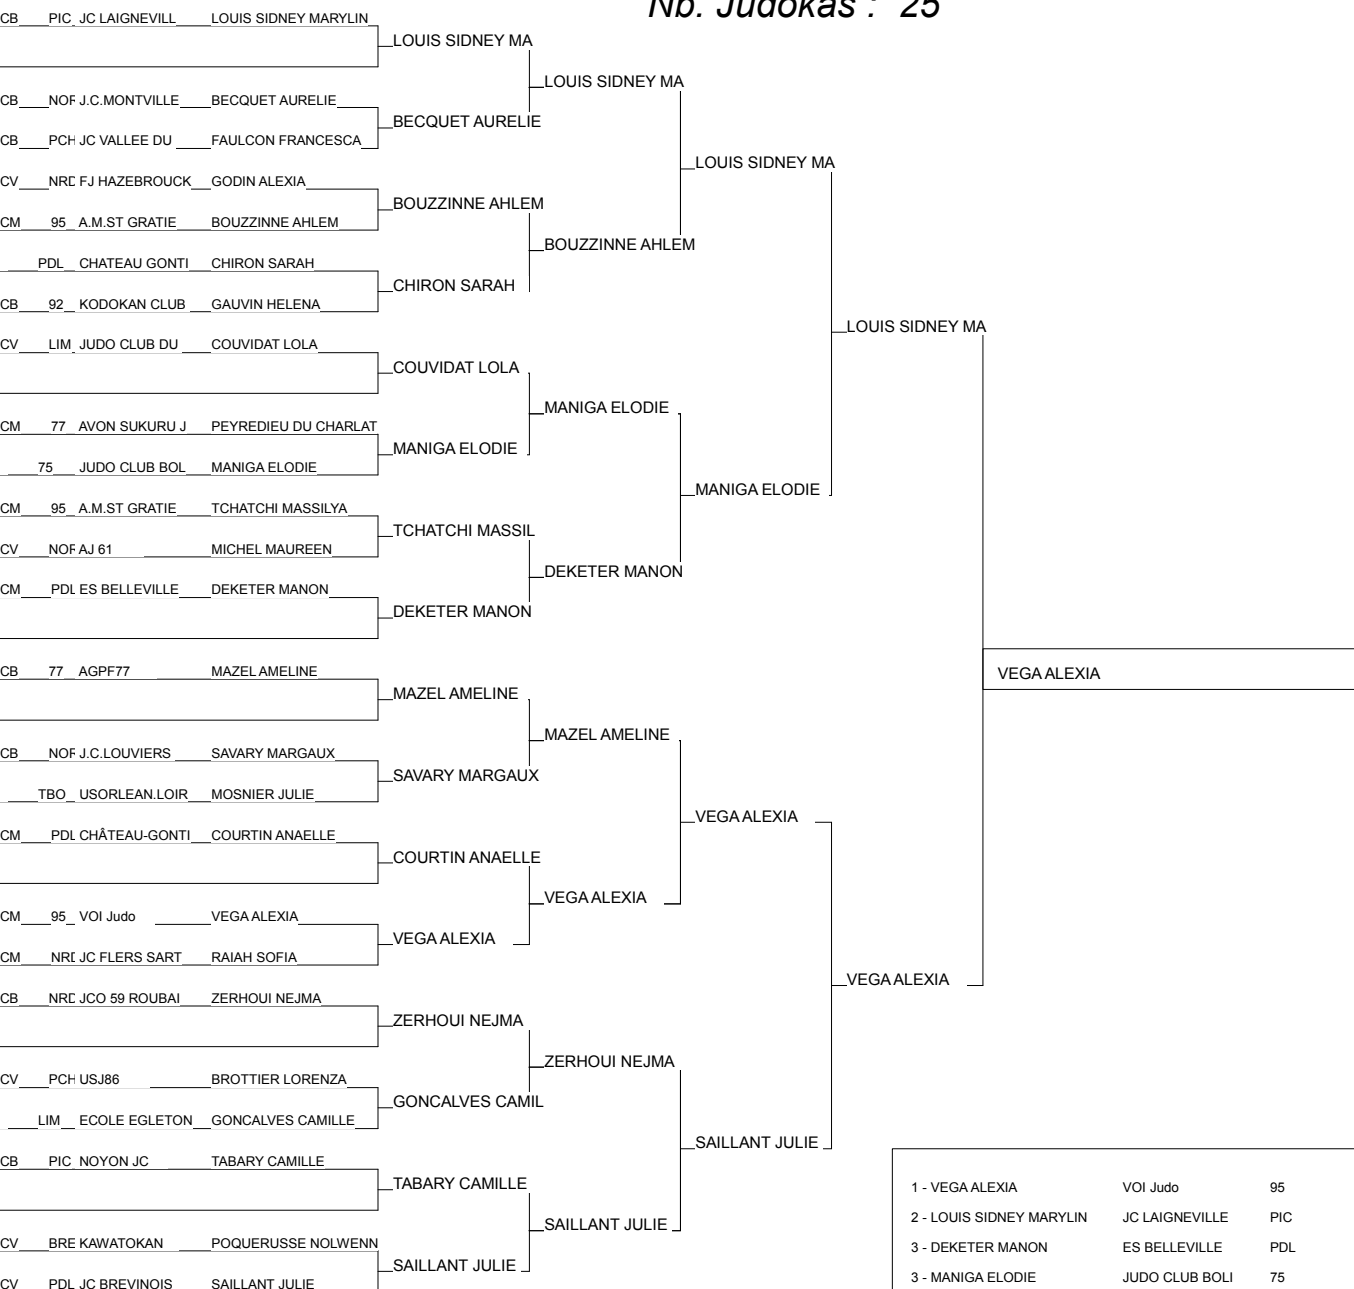 Nb. Judokas : 25
CB PIC JC LAIGNEVILL LOUIS SIDNEY MARYLIN
LOUIS SIDNEY MA
LOUIS SIDNEY MA
CB NOR J.C.MONTVILLE BECQUET AURELIE
BECQUET AURELIE
CB PCH JC VALLEE DU FAULCON FRANCESCA
LOUIS SIDNEY MA
CV NRD FJ HAZEBROUCK GODIN ALEXIA
BOUZZINNE AHLEM
CM 95 A.M.ST GRATIE BOUZZINNE AHLEM
BOUZZINNE AHLEM
PDL CHATEAU GONTI CHIRON SARAH
CHIRON SARAH
CB 92 KODOKAN CLUB GAUVIN HELENA
LOUIS SIDNEY MA
CV LIM JUDO CLUB DU COUVIDAT LOLA
COUVIDAT LOLA
MANIGA ELODIE
CM 77 AVON SUKURU J PEYREDIEU DU CHARLAT
MANIGA ELODIE
75 JUDO CLUB BOL MANIGA ELODIE
MANIGA ELODIE
CM 95 A.M.ST GRATIE TCHATCHI MASSILYA
TCHATCHI MASSIL
CV NOR AJ 61 MICHEL MAUREEN
DEKETER MANON
CM PDL ES BELLEVILLE DEKETER MANON
DEKETER MANON
CB 77 AGPF77 MAZEL AMELINE
VEGA ALEXIA
MAZEL AMELINE
MAZEL AMELINE
CB NOR J.C.LOUVIERS SAVARY MARGAUX
SAVARY MARGAUX
TBO USORLEAN.LOIR MOSNIER JULIE
VEGA ALEXIA
CM PDL CHÂTEAU-GONTI COURTIN ANAELLE
COURTIN ANAELLE
VEGA ALEXIA
CM 95 VOI Judo VEGA ALEXIA
VEGA ALEXIA
CM NRD JC FLERS SART RAIAH SOFIA
VEGA ALEXIA
CB NRD JCO 59 ROUBAI ZERHOUI NEJMA
ZERHOUI NEJMA
ZERHOUI NEJMA
CV PCH USJ86 BROTTIER LORENZA
GONCALVES CAMIL
LIM ECOLE EGLETON GONCALVES CAMILLE
SAILLANT JULIE
CB PIC NOYON JC TABARY CAMILLE
TABARY CAMILLE
SAILLANT JULIE
CV BRE KAWATOKAN POQUERUSSE NOLWENN
SAILLANT JULIE
CV PDL JC BREVINOIS SAILLANT JULIE
1 - VEGA ALEXIA VOI Judo 95
2 - LOUIS SIDNEY MARYLIN JC LAIGNEVILLE PIC
3 - DEKETER MANON ES BELLEVILLE PDL
3 - MANIGA ELODIE JUDO CLUB BOLI 75